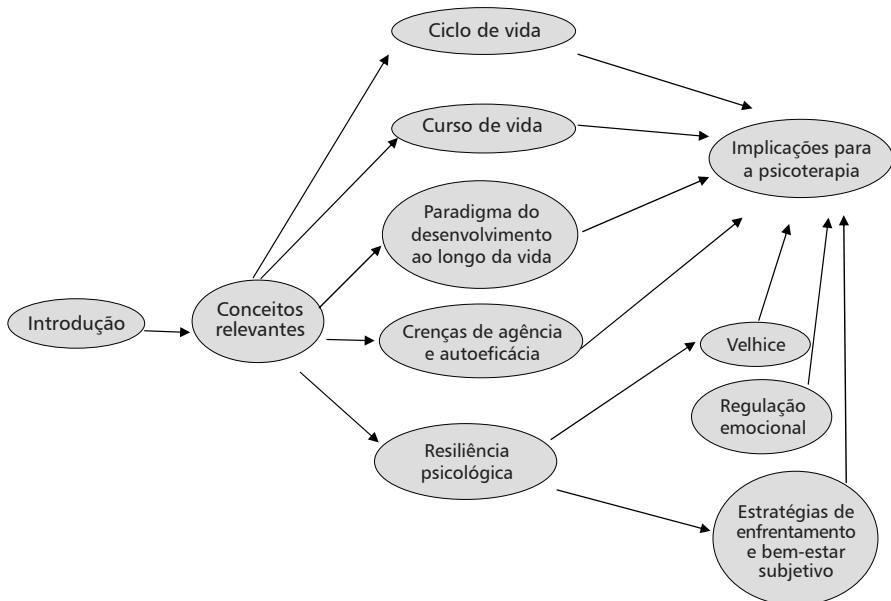 Ciclo de vida
Curso de vida
Implicações para
a psicoterapia
Paradigma do
desenvolvimento
ao longo da vida
Introdução
Conceitos
relevantes
Crenças de agência
e autoeficácia
Velhice
Regulação
emocional
Resiliência
psicológica
Estratégias de
enfrentamento
e bem-estar
subjetivo